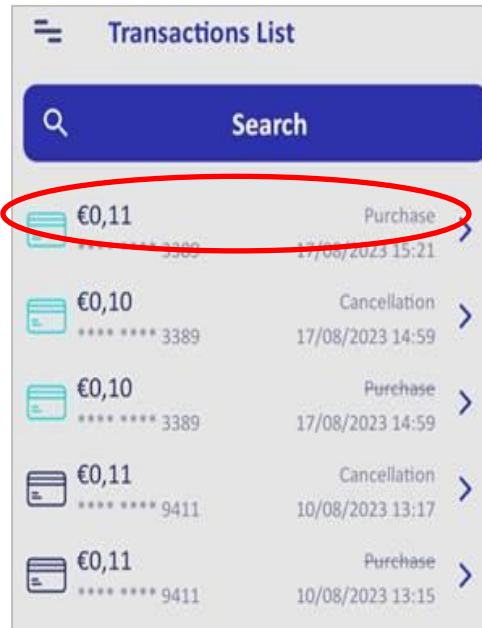 Transactions List
Search
€0,11 Purchase
**** **** 3389 17/08/2023 15:21
€0,10 Cancellation
**** **** 3389 17/08/2023 14:59
€0,10 Purchase
**** **** 3389 17/08/2023 14:59
€0,11 Cancellation
**** **** 9411 10/08/2023 13:17
€0,11 Purchase
**** **** 9411 10/08/2023 13:15